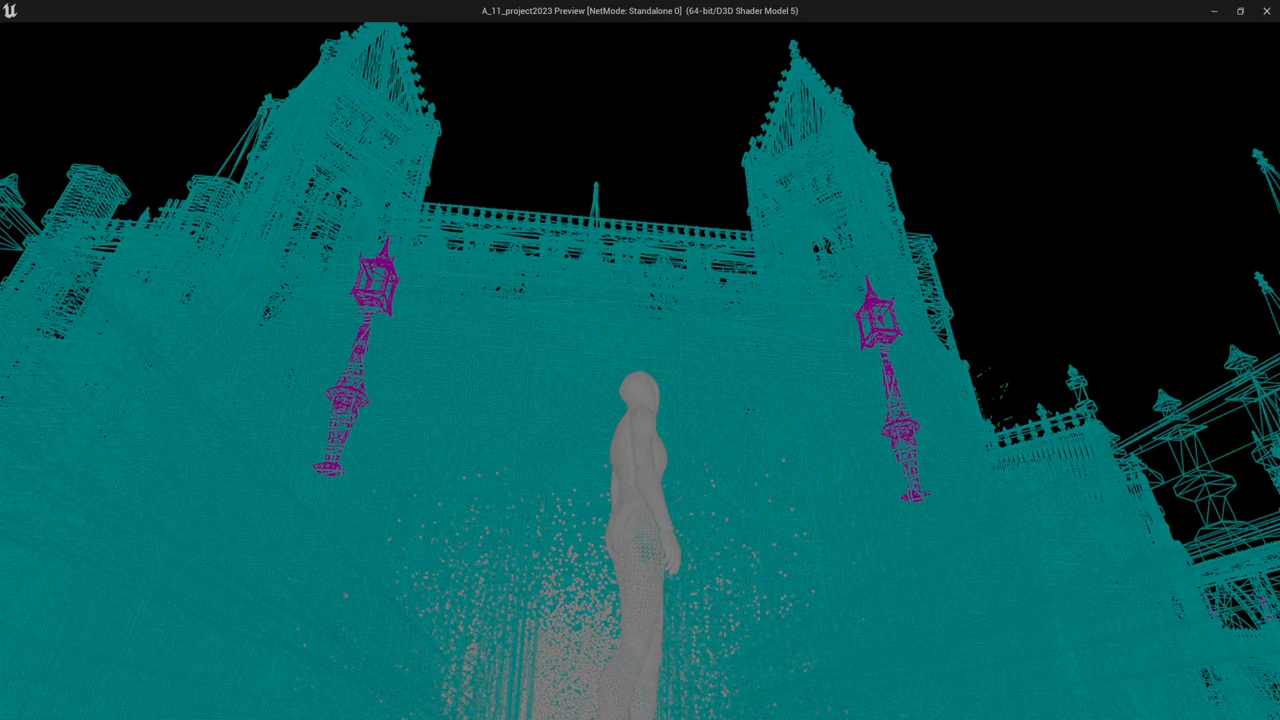 A_11_project2023 Preview [NetMode: Standalone 0]  (64-bit/D3D Shader Model 5)